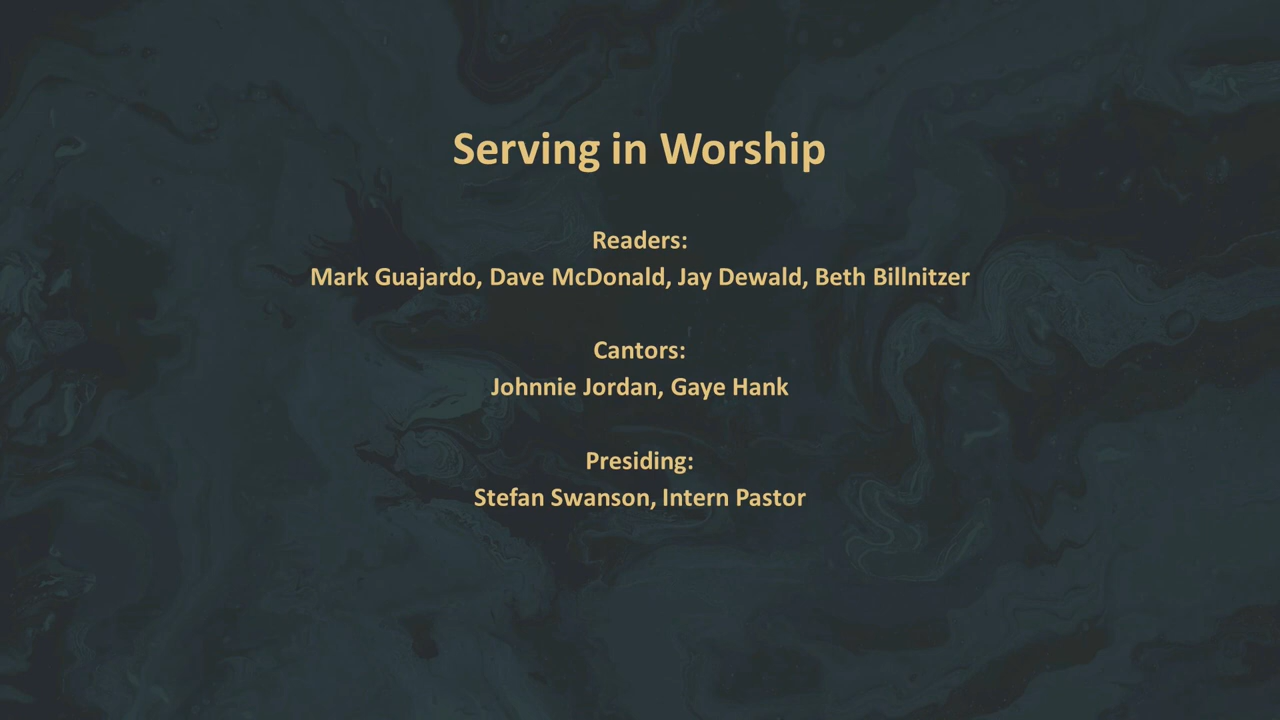 Serving in Worship
Readers:
Mark Guajardo, Dave McDonald, Jay Dewald, Beth Billnitzer
Cantors:
Johnnie Jordan, Gaye Hank
Presiding:
Stefan Swanson, Intern Pastor